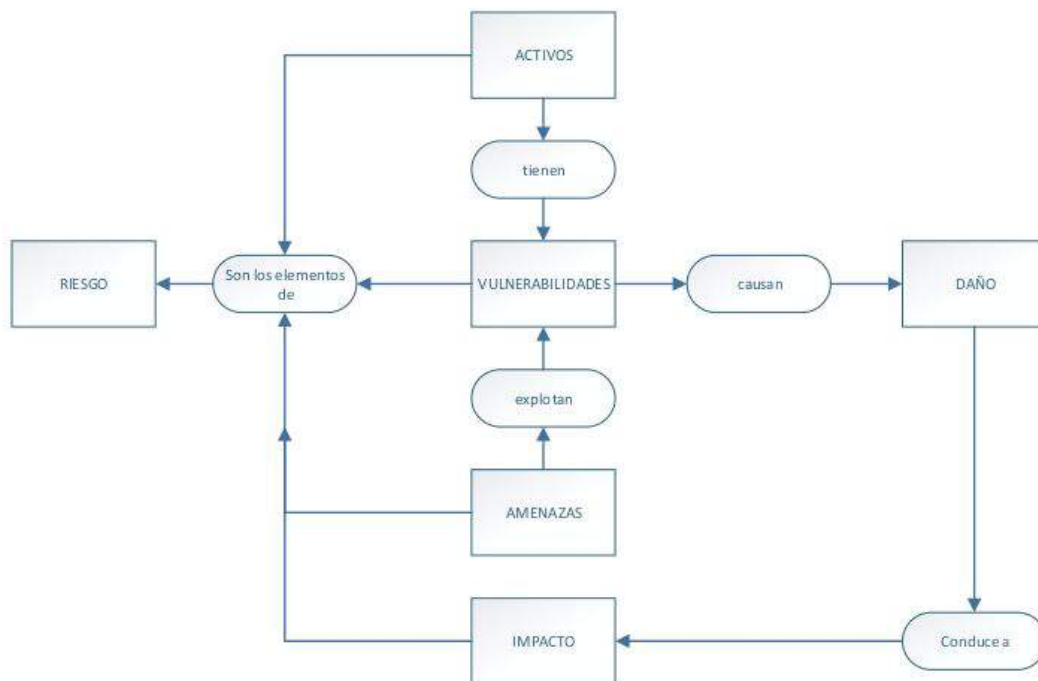 ACTIVOS
tienen
RIESGO
Son los elementos
de
VULNERABILIDADES
causan
DAÑO
explotan
AMENAZAS
IMPACTO
Conduce a